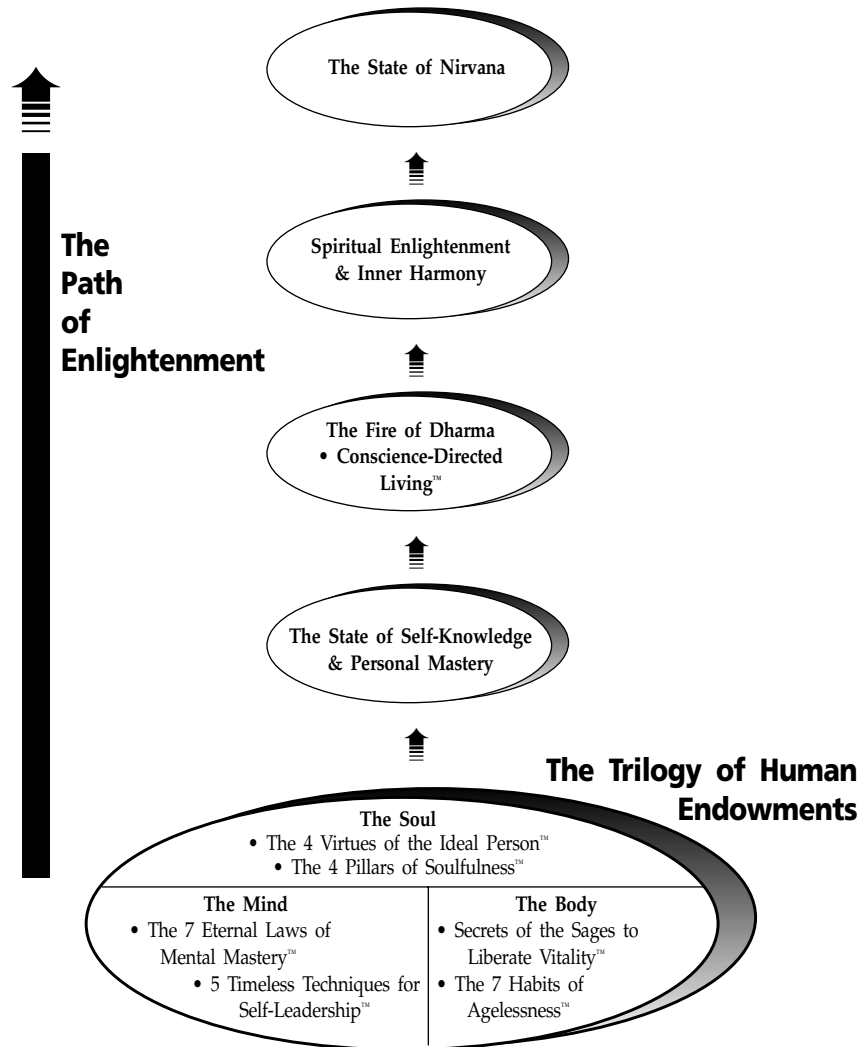 The State of Nirvana
The
Path
of
Enlightenment
Spiritual Enlightenment
& Inner Harmony
The Fire of Dharma
• Conscience-Directed
Living™
The State of Self-Knowledge
& Personal Mastery
The Trilogy of Human
Endowments
The Soul
• The 4 Virtues of the Ideal Person™
• The 4 Pillars of Soulfulness™
The Mind
• The 7 Eternal Laws of
Mental Mastery™
• 5 Timeless Techniques for
Self-Leadership™
The Body
• Secrets of the Sages to
Liberate Vitality™
• The 7 Habits of
Agelessness™